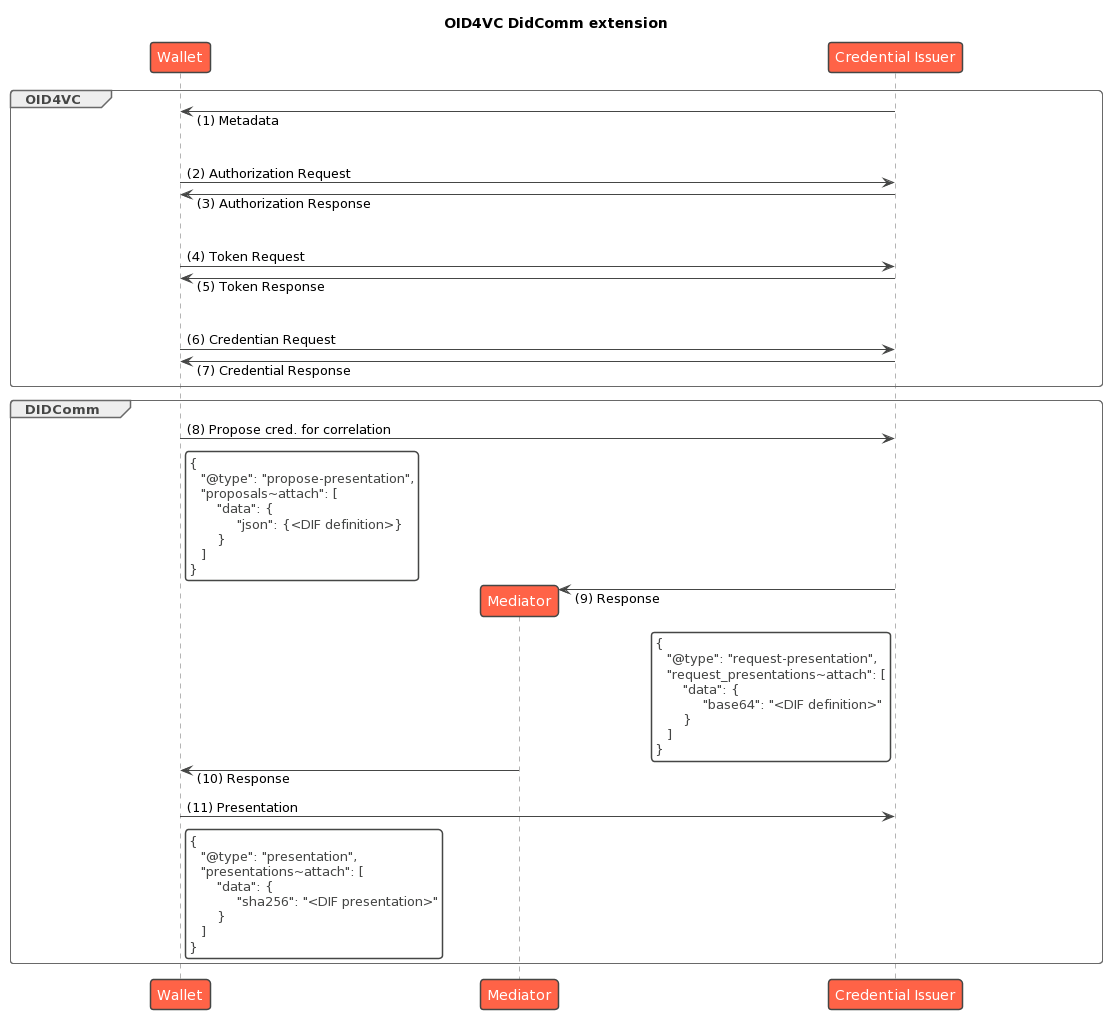 OID4VC DidComm extension
Wallet
Credential Issuer
OID4VC
(1) Metadata
(2) Authorization Request
(3) Authorization Response
(4) Token Request
(5) Token Response
(6) Credentian Request
(7) Credential Response
DIDComm
(8) Propose cred. for correlation
{
"@type": "propose-presentation",
"proposals~attach": [
"data": {
"json": {<DIF definition>}
}
]
}
Mediator
(9) Response
{
"@type": "request-presentation",
"request_presentations~attach": [
"data": {
"base64": "<DIF definition>"
}
]
}
(10) Response
(11) Presentation
{
"@type": "presentation",
"presentations~attach": [
"data": {
"sha256": "<DIF presentation>"
}
]
}
Wallet
Mediator
Credential Issuer